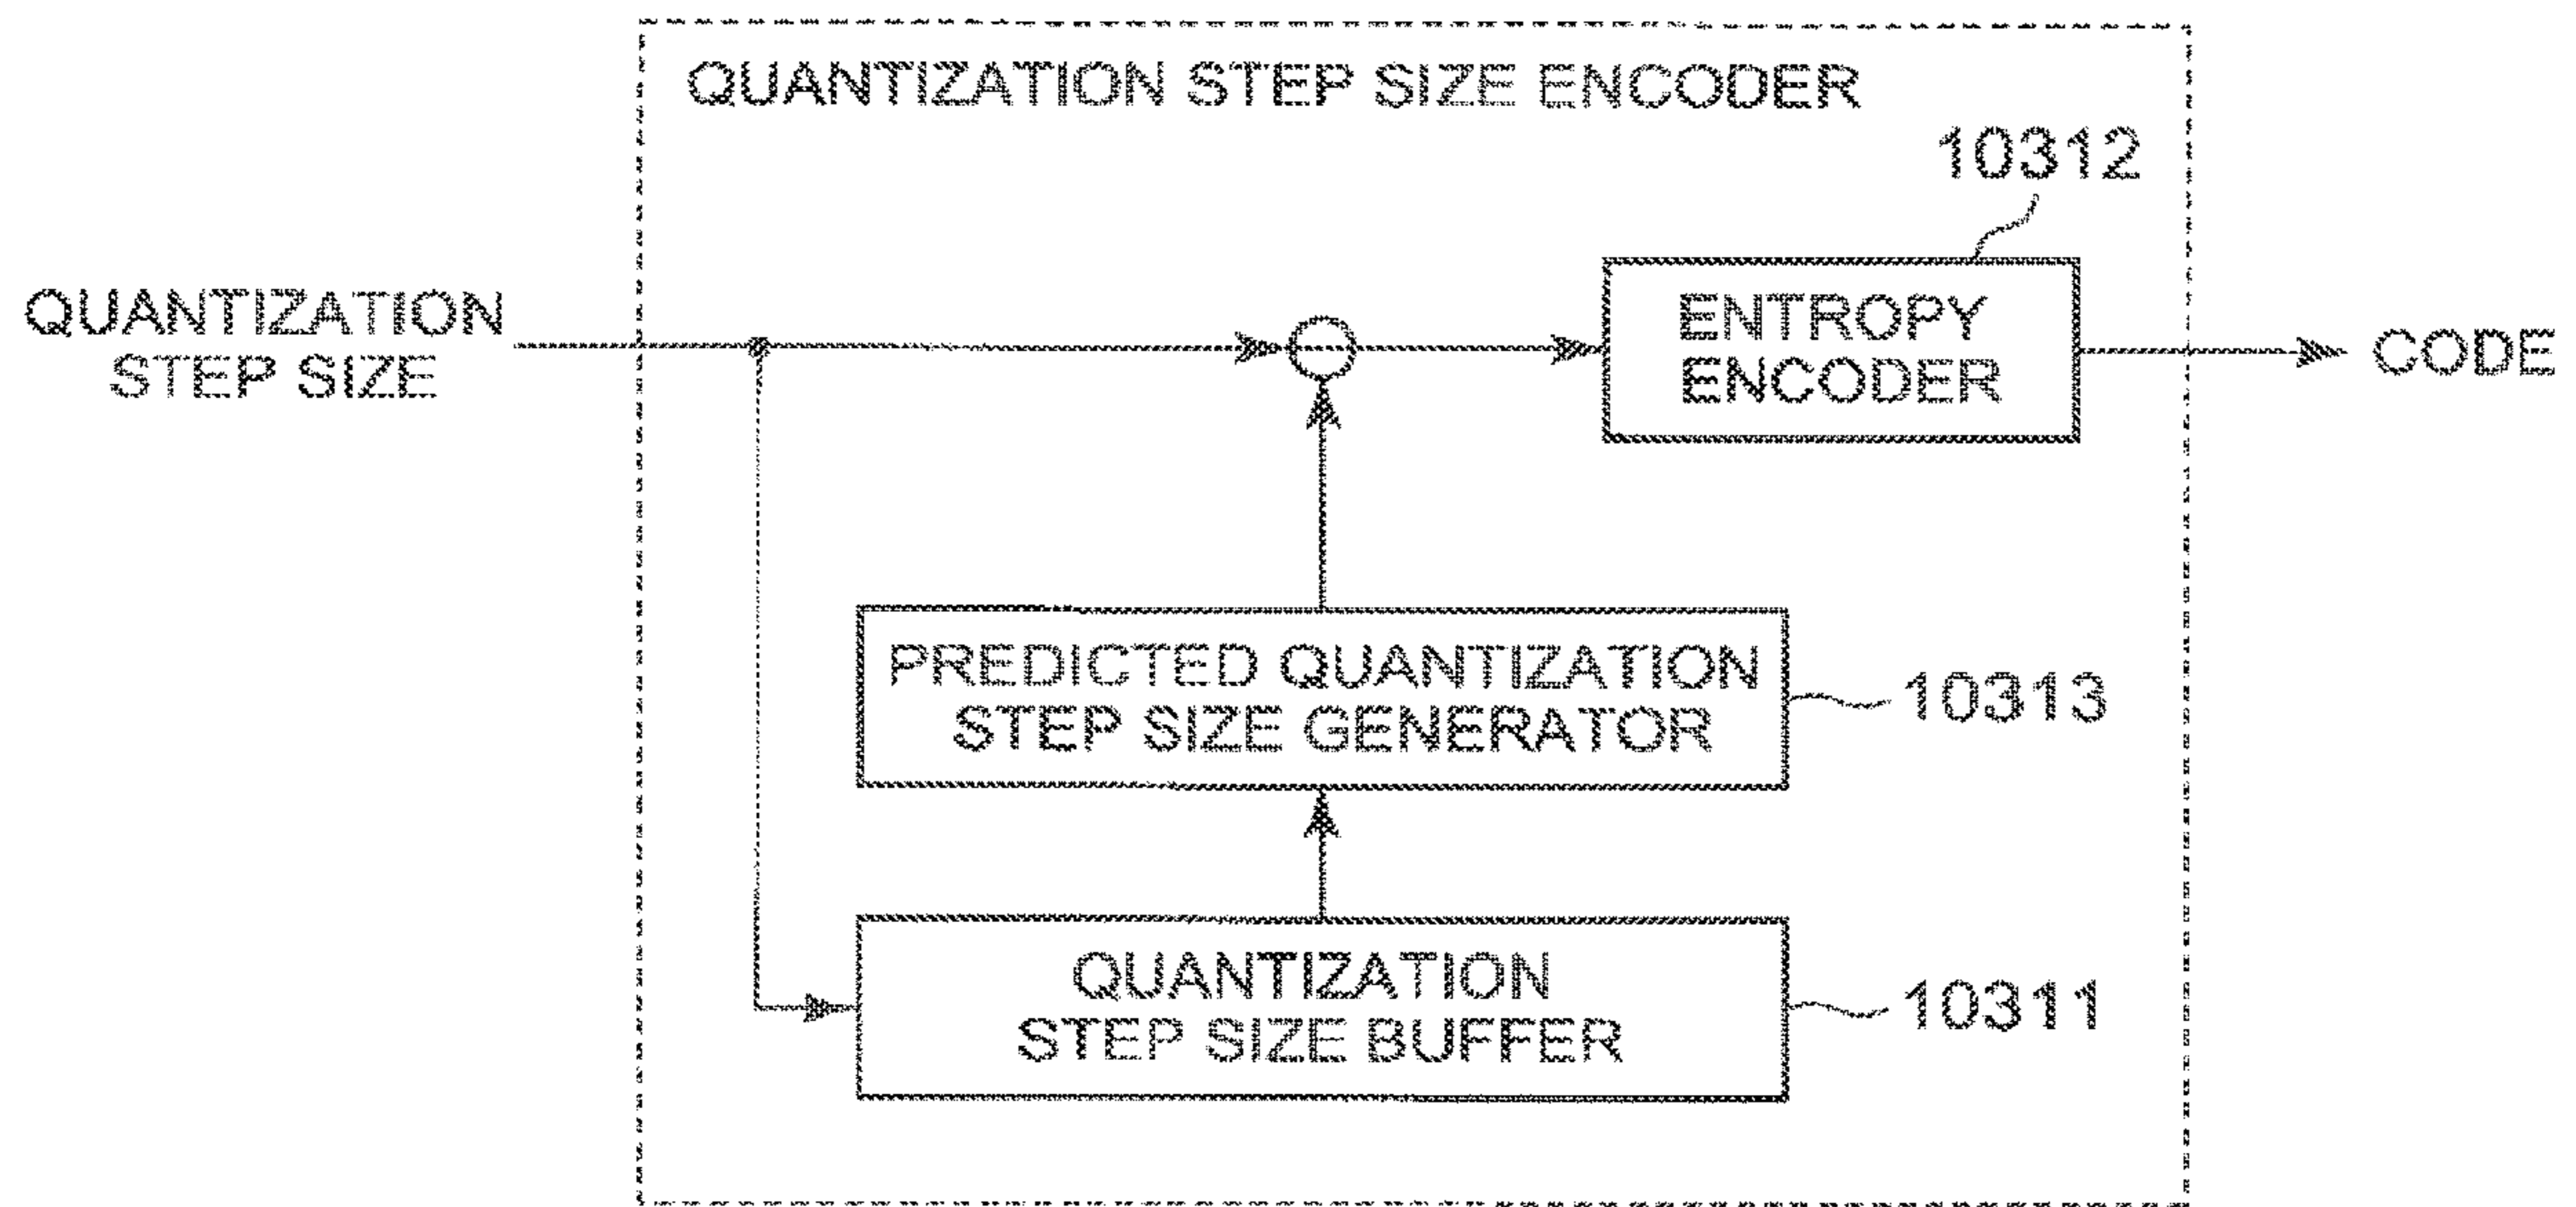 QUANTIZATION STEP SIZE ENCODER
10312
QUANTIZATION
STEP SIZE
ENTROPY
ENCODER
CODE
PREDICTED QUANTIZATION
STEP SIZE GENERATOR
10313
QUANTIZATION
STEP SIZE BUFFER
10311